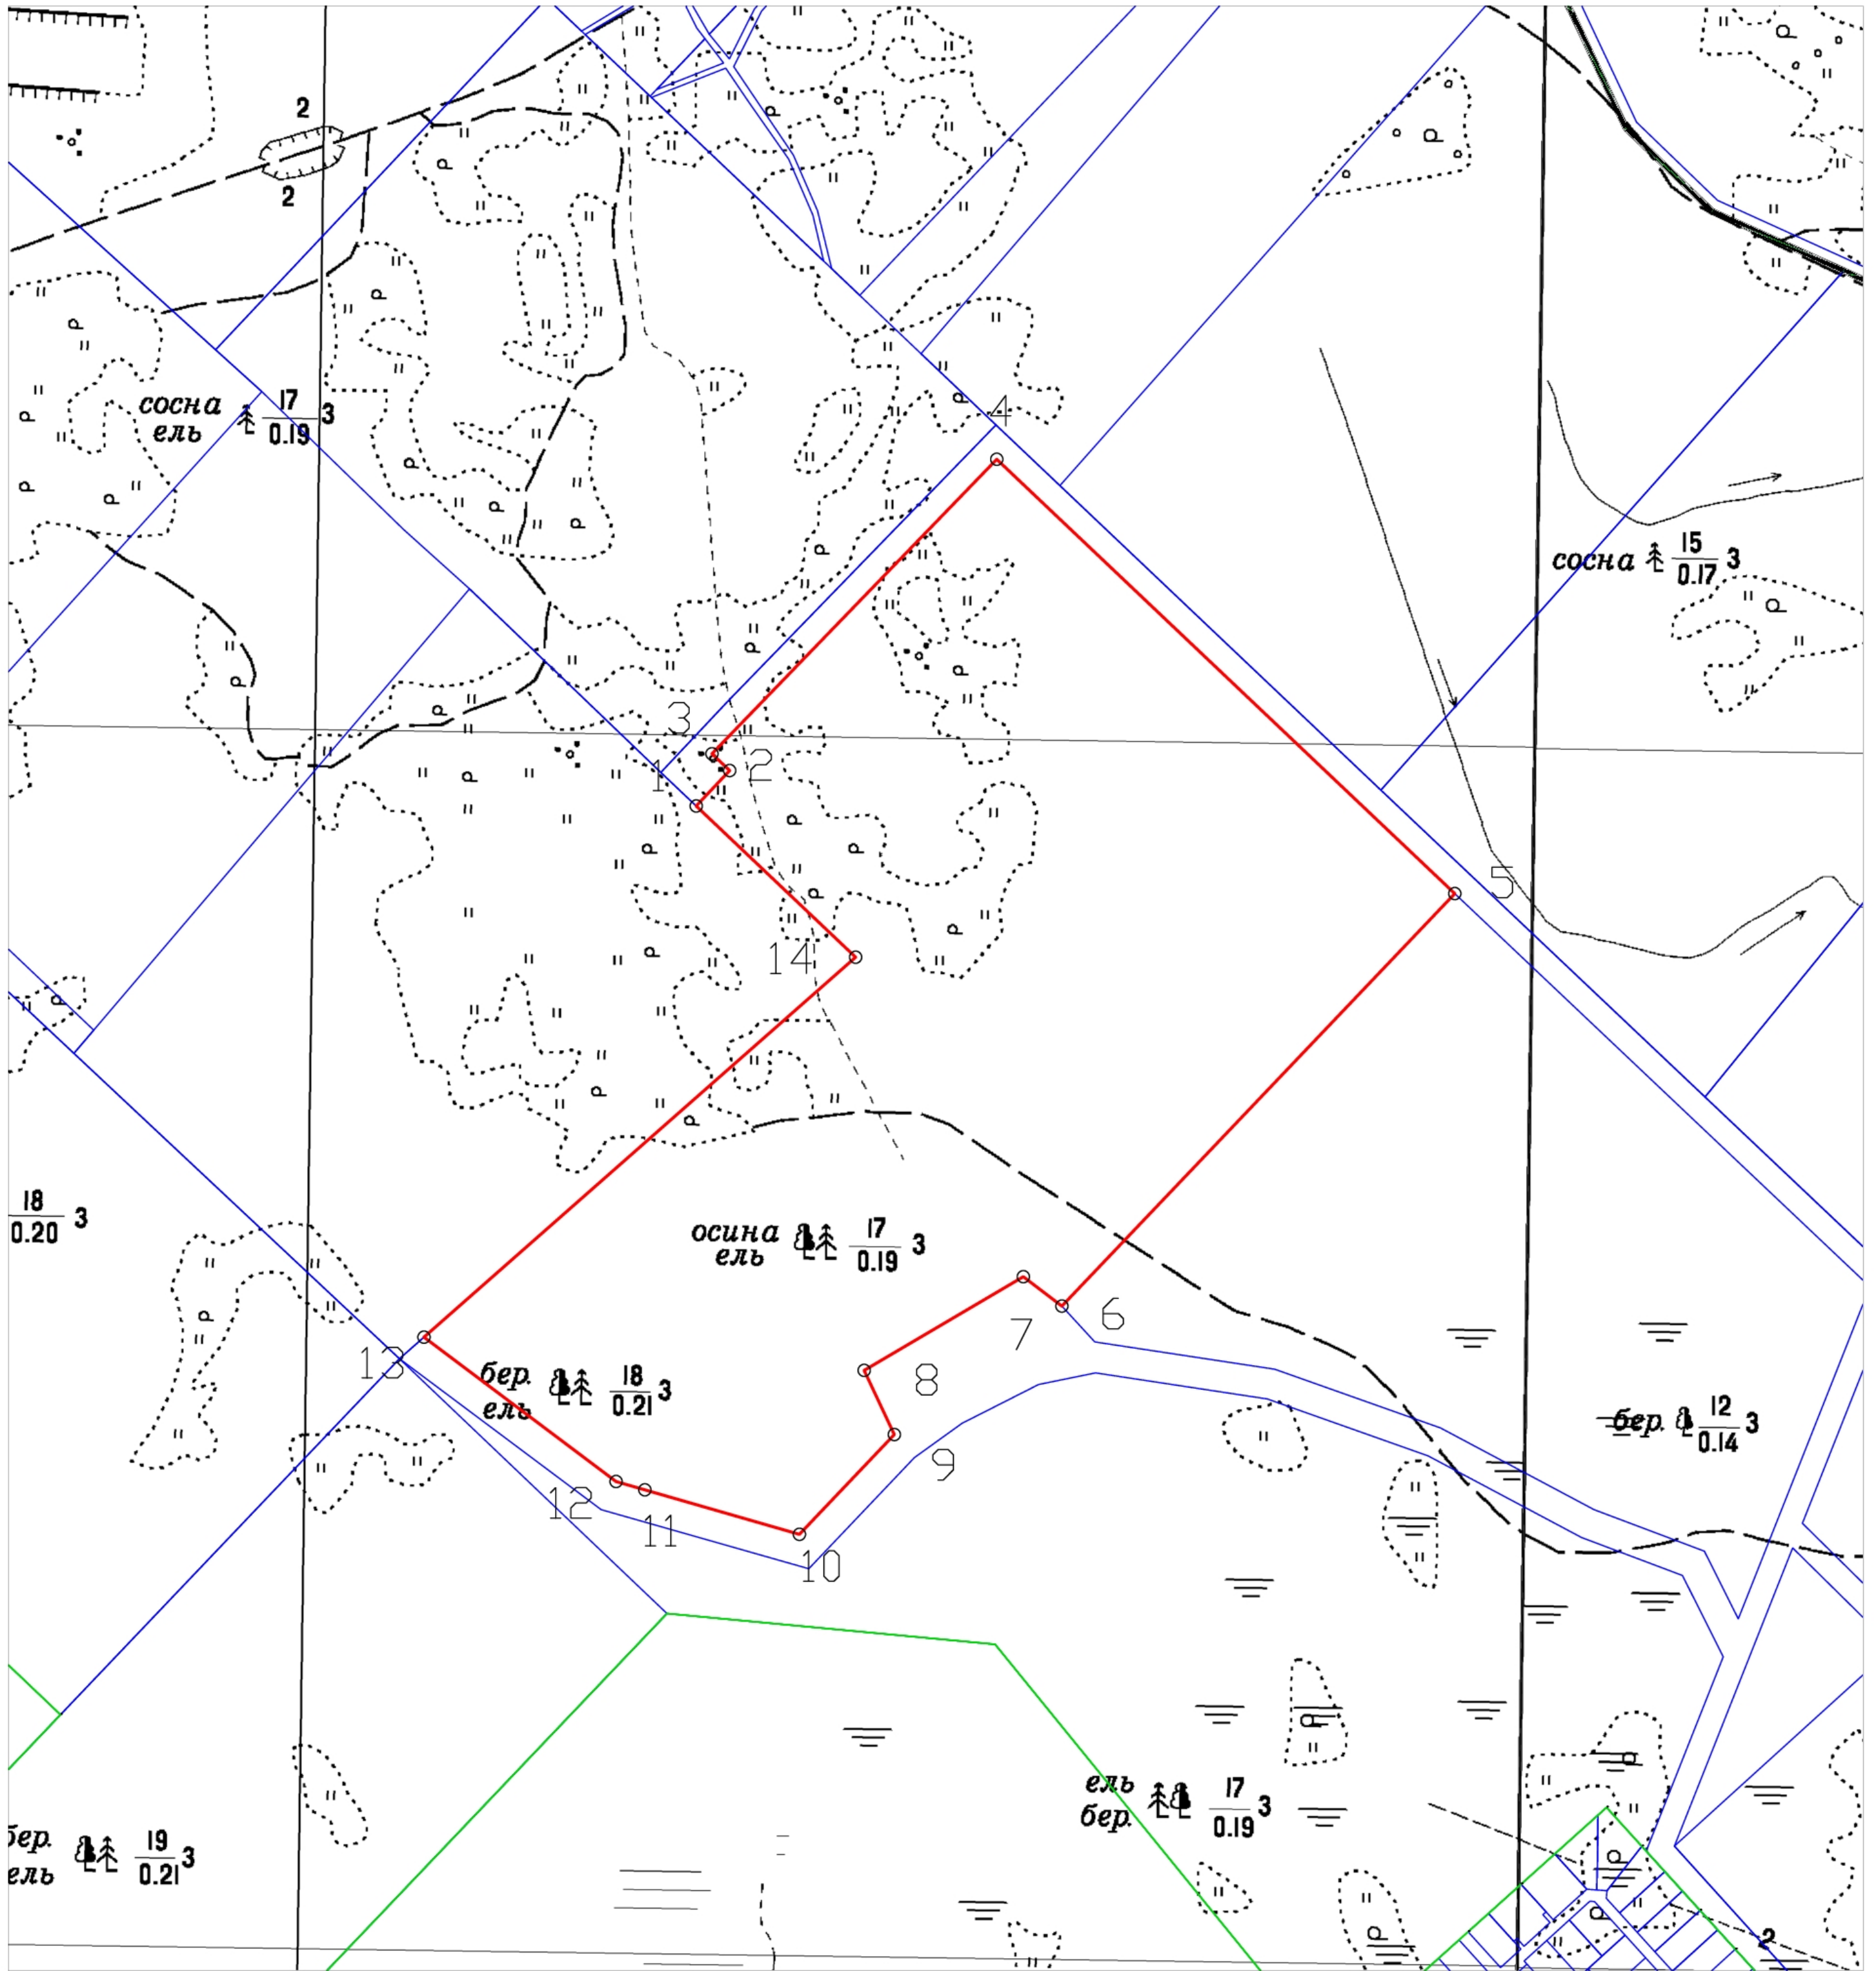 2
2
сосна 17 3
ель 0.19
4
сосна 15 3
0.17
3
2
1
5
14
18 3
0.20
осина 17 3
ель 0.19
6
7
13
бер. 18 3
ель 0.21
8
бер. 12 3
0.14
9
12
11
10
ель 17 3
бер. 0.19
бер. 19 3
ель 0.21
2